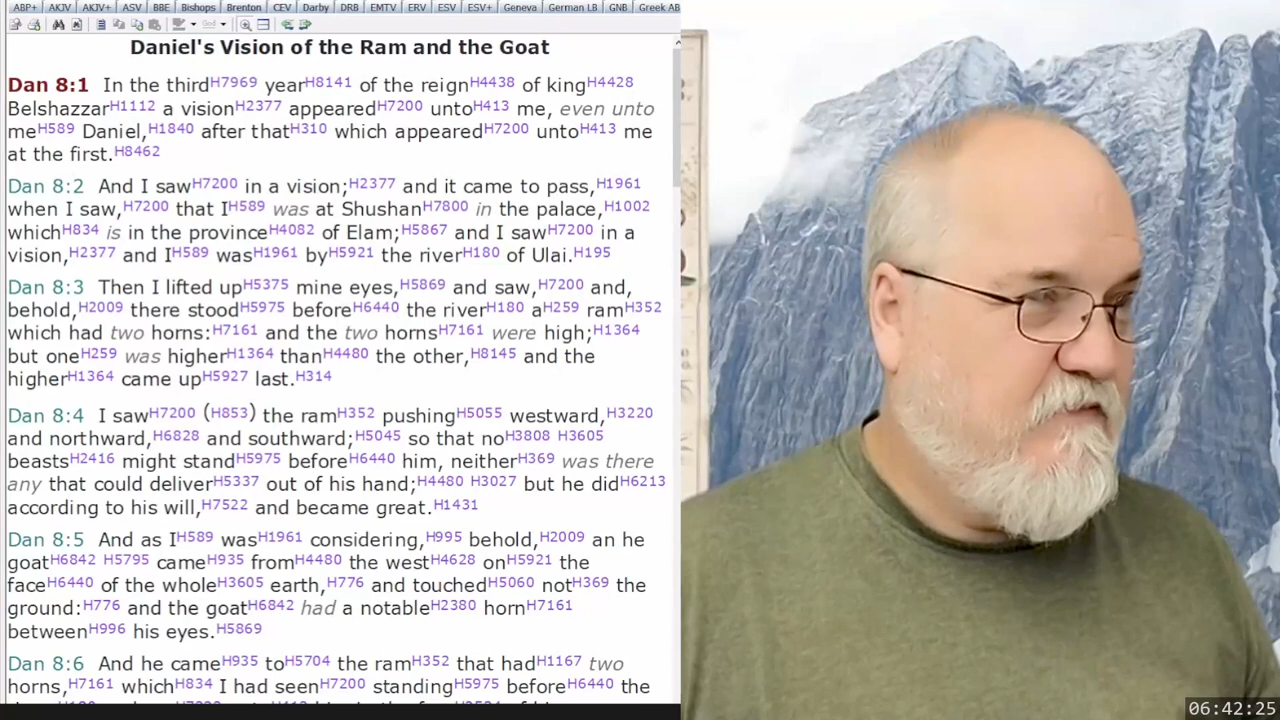 ABP+ AKJV AKJV+ ASV BBE Bishops Brenton CEV Darby DRB EMTV ERV ESV ESV+ Geneva German LB GNB Greek AB
Daniel's Vision of the Ram and the Goat
Dan 8:1 In the thirdH7969 yearH8141 of the reignH4438 of kingH4428
BelshazzarH1112 a visionH2377 appearedH7200 untoH413 me, even unto
meH589 Daniel,H1840 after thatH310 which appearedH7200 untoH413 me
at the first.H8462
Dan 8:2 And I sawH7200 in a vision;H2377 and it came to pass,H1961
when I saw,H7200 that IH589 was at ShushanH7800 in the palace,H1002
whichH834 is in the provinceH4082 of Elam;H5867 and I sawH7200 in a
vision,H2377 and IH589 wasH1961 byH5921 the riverH180 of Ulai.H195
Dan 8:3 Then I lifted upH5375 mine eyes,H5869 and saw,H7200 and,
behold,H2009 there stoodH5975 beforeH6440 the riverH180 aH259 ramH352
which had two horns:H7161 and the two hornsH7161 were high;H1364
but oneH259 was higherH1364 thanH4480 the other,H8145 and the
higherH1364 came upH5927 last.H314
Dan 8:4 I sawH7200 (H853) the ramH352 pushingH5055 westward,H3220
and northward,H6828 and southward;H5045 so that noH3808 H3605
beastsH2416 might standH5975 beforeH6440 him, neitherH369 was there
any that could deliverH5337 out of his hand;H4480 H3027 but he didH6213
according to his will,H7522 and became great.H1431
Dan 8:5 And as IH589 wasH1961 considering,H995 behold,H2009 an he
goatH6842 H5795 cameH935 fromH4480 the westH4628 onH5921 the
faceH6440 of the wholeH3605 earth,H776 and touchedH5060 notH369 the
ground:H776 and the goatH6842 had a notableH2380 hornH7161
betweenH996 his eyes.H5869
Dan 8:6 And he cameH935 toH5704 the ramH352 that hadH1167 two
horns,H7161 whichH834 I had seenH7200 standingH5975 beforeH6440 the
06:42:25